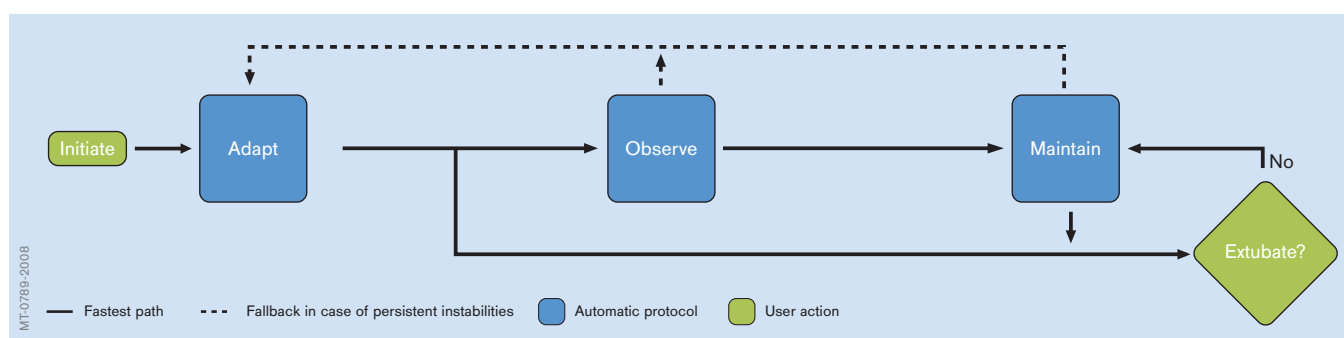 Initiate
Adapt
Observe
Maintain
No
Extubate?
MT-0789-2008
Fastest path
Fallback in case of persistent instabilities
Automatic protocol
User action